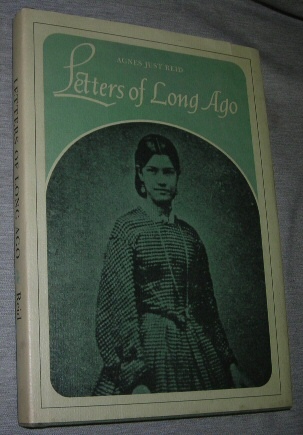 AGNES JUST REID
Letters of Long Ago
LETTERS OF LONG AGO
Reid